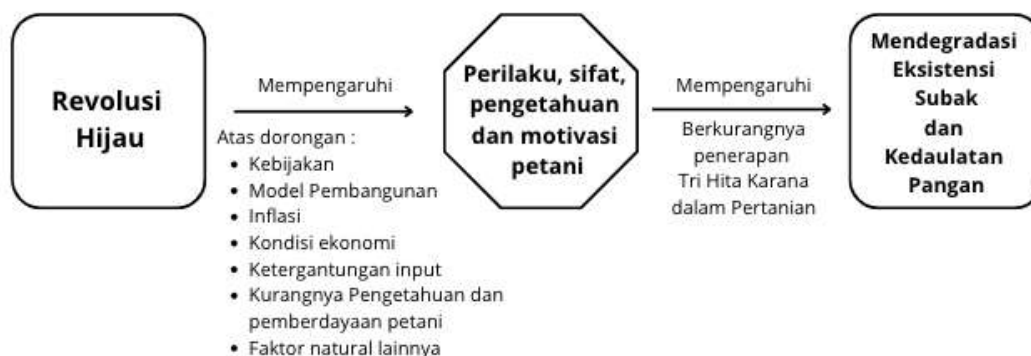 Revolusi
Hijau
Mempengaruhi
Atas dorongan :
• Kebijakan
• Model Pembangunan
• Inflasi
• Kondisi ekonomi
• Ketergantungan input
• Kurangnya Pengetahuan dan
pemberdayaan petani
• Faktor natural lainnya
Perilaku, sifat,
pengetahuan
dan motivasi
petani
Mempengaruhi
Berkurangnya
penerapan
Tri Hita Karana
dalam Pertanian
Mendegradasi
Eksistensi
Subak
dan
Kedaulatan
Pangan